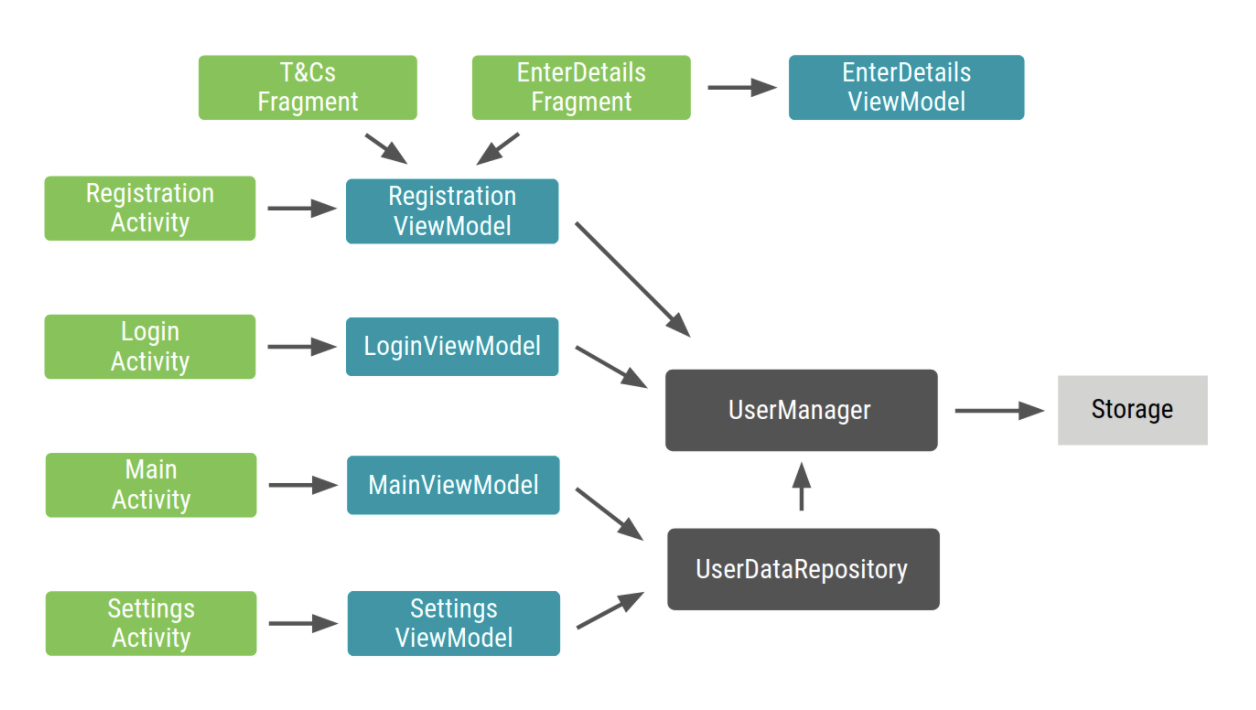 T&Cs
Fragment
EnterDetails
Fragment
EnterDetails
ViewModel
Registration
Activity
Registration
ViewModel
Login
Activity
LoginViewModel
UserManager
Storage
Main
Activity
MainViewModel
UserDataRepository
Settings
Activity
Settings
ViewModel